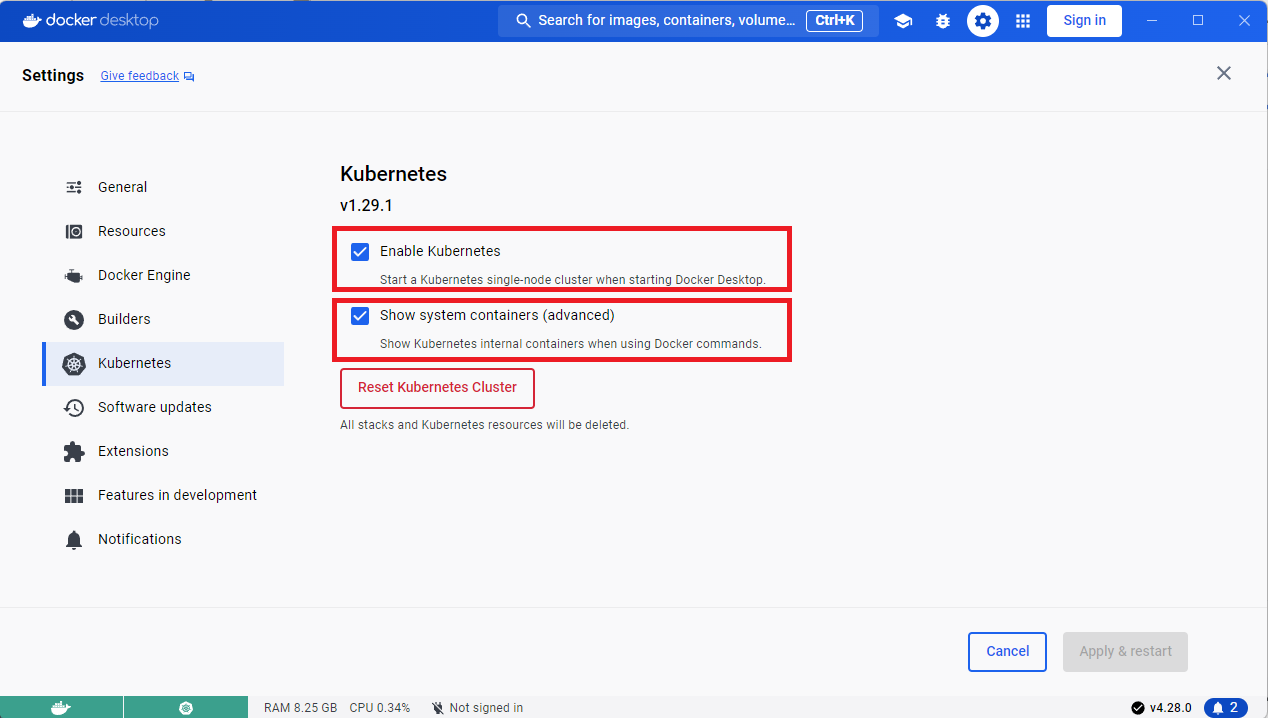 docker desktop
Search for images, containers, volume... Ctrl+K
Sign in
Settings Give feedback
General
Resources
Docker Engine
Builders
Kubernetes
Software updates
Extensions
Features in development
Notifications
Kubernetes
v1.29.1
Enable Kubernetes
Start a Kubernetes single-node cluster when starting Docker Desktop.
Show system containers (advanced)
Show Kubernetes internal containers when using Docker commands.
Reset Kubernetes Cluster
All stacks and Kubernetes resources will be deleted.
Cancel Apply & restart
RAM 8.25 GB CPU 0.34% Not signed in v4.28.0 2